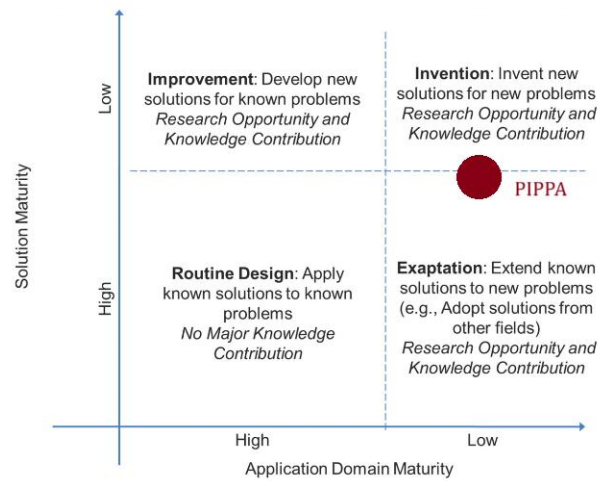 Improvement: Develop new
solutions for known problems
Research Opportunity and
Knowledge Contribution
Invention: Invent new
solutions for new problems
Research Opportunity and
Knowledge Contribution
PIPPA
Low
Solution Maturity
High
Routine Design: Apply
known solutions to known
problems
No Major Knowledge
Contribution
Exaptation: Extend known
solutions to new problems
(e.g., Adopt solutions from
other fields)
Research Opportunity and
Knowledge Contribution
High
Low
Application Domain Maturity